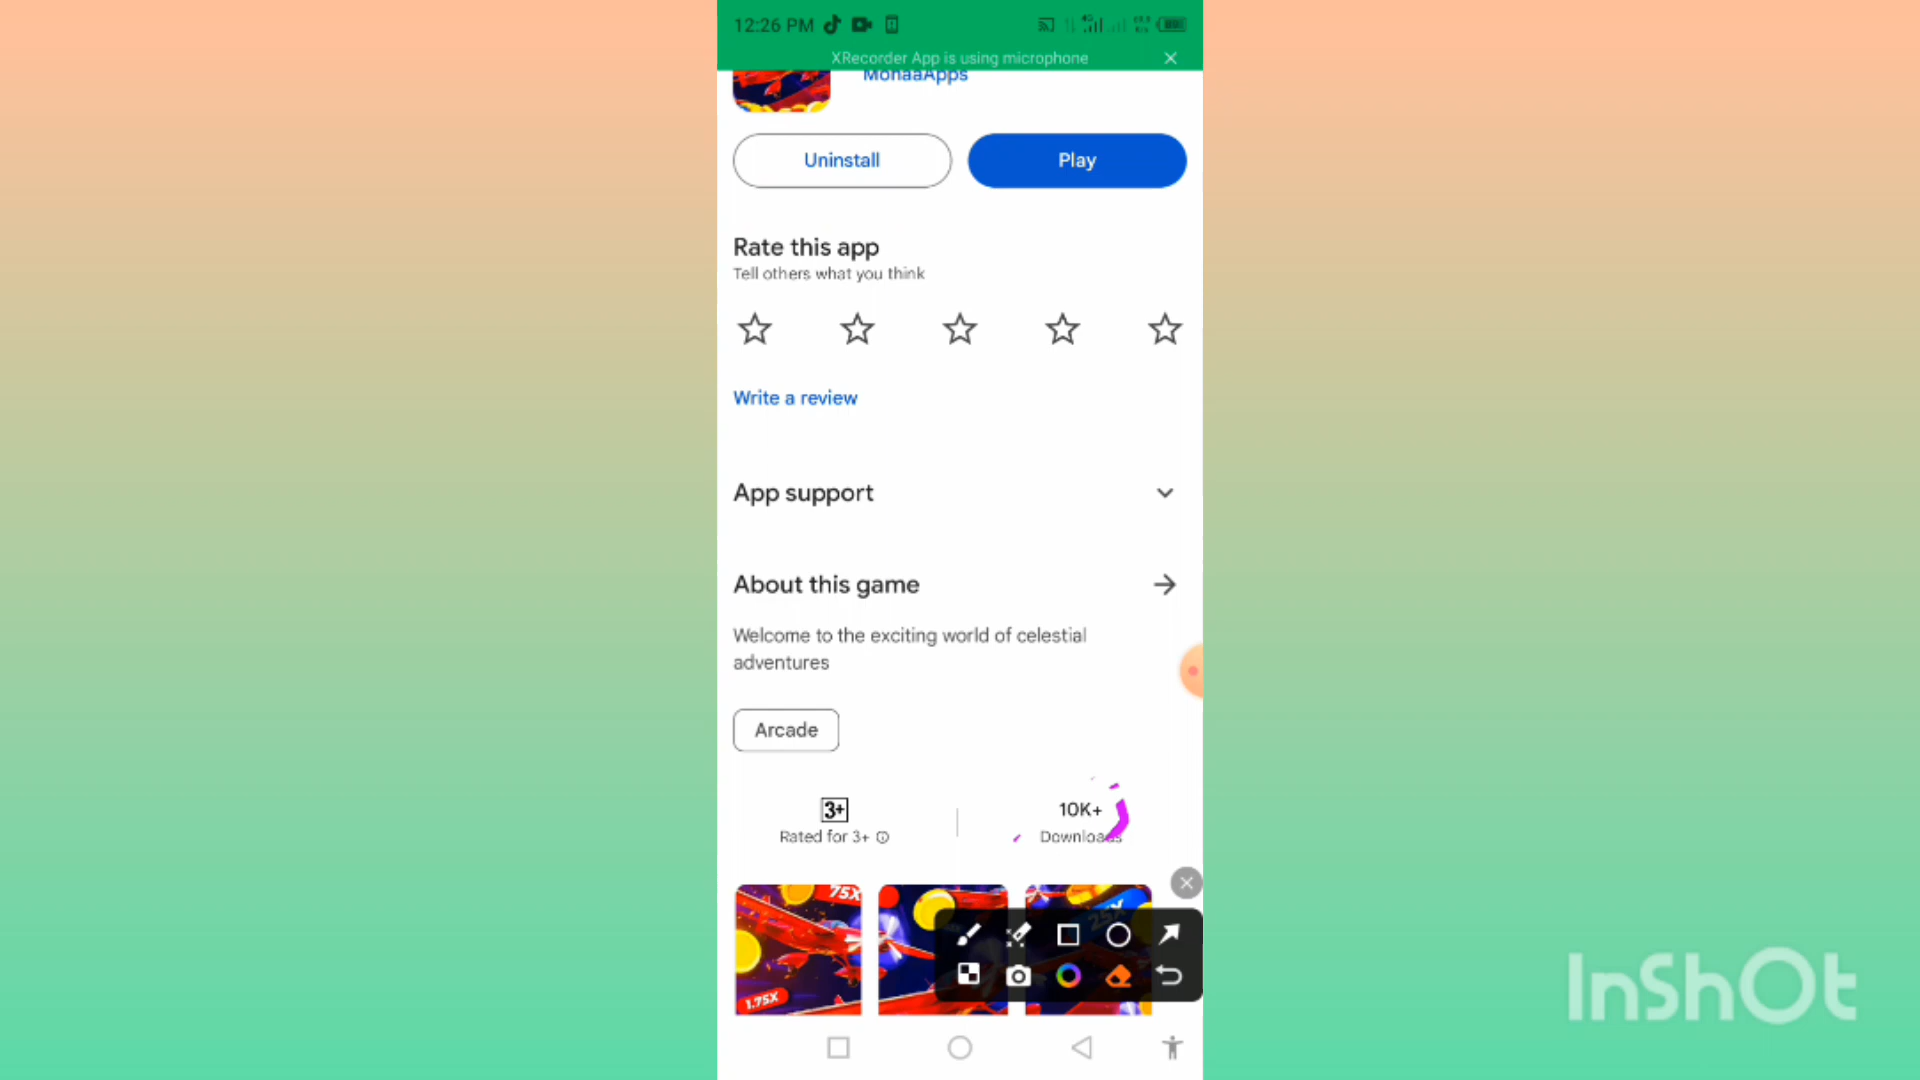 12:26 PM
XRecorder App is using microphone
MonaaApps
Uninstall
Play
Rate this app
Tell others what you think
Write a review
App support
About this game
Welcome to the exciting world of celestial
adventures
Arcade
3+
Rated for 3+
10K+
Downloads
75X
1.75X
25X
InShOt